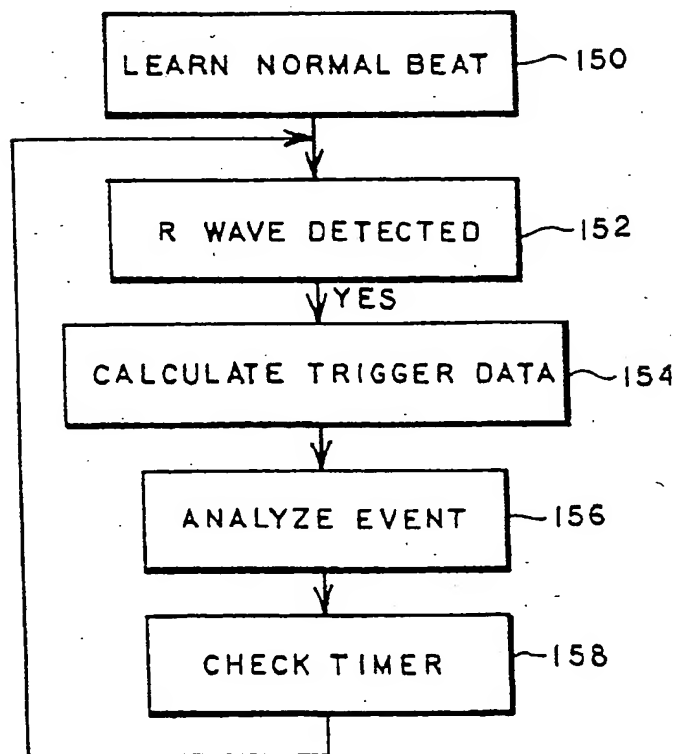 LEARN NORMAL BEAT 150
R WAVE DETECTED 152
YES
CALCULATE TRIGGER DATA 154
ANALYZE EVENT 156
CHECK TIMER 158